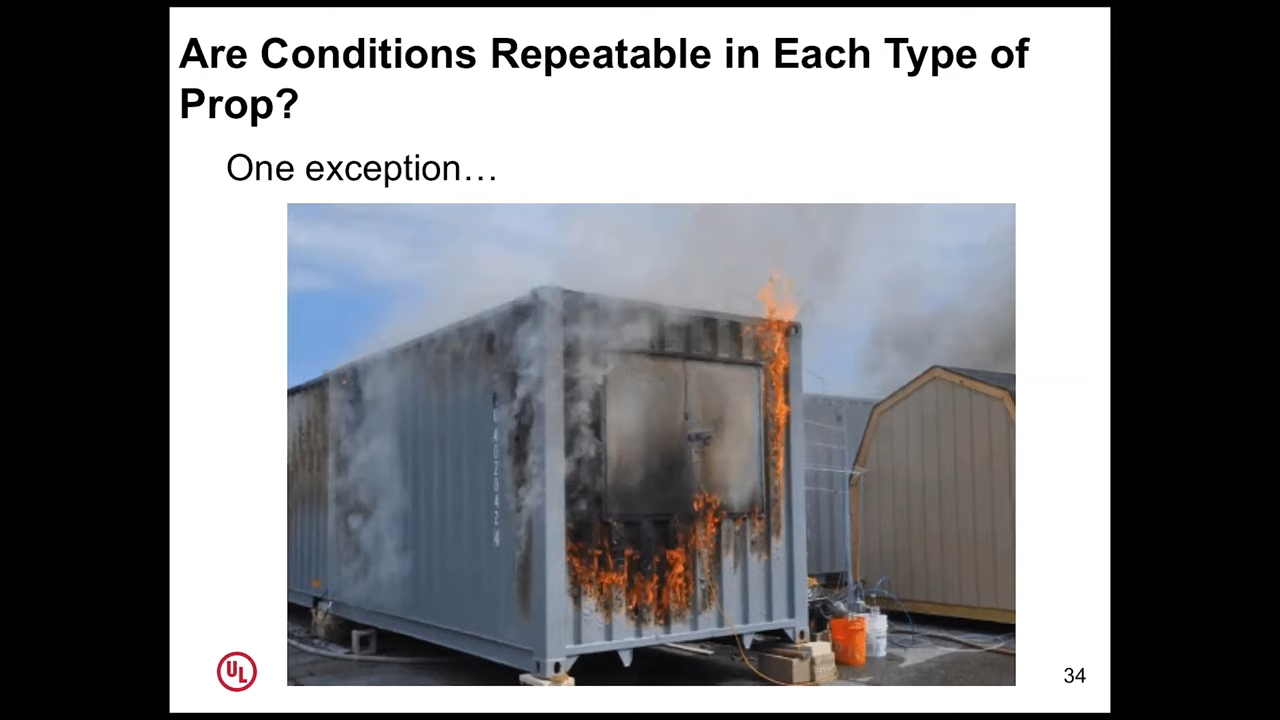 Are Conditions Repeatable in Each Type of
Prop?
One exception…
UL
34